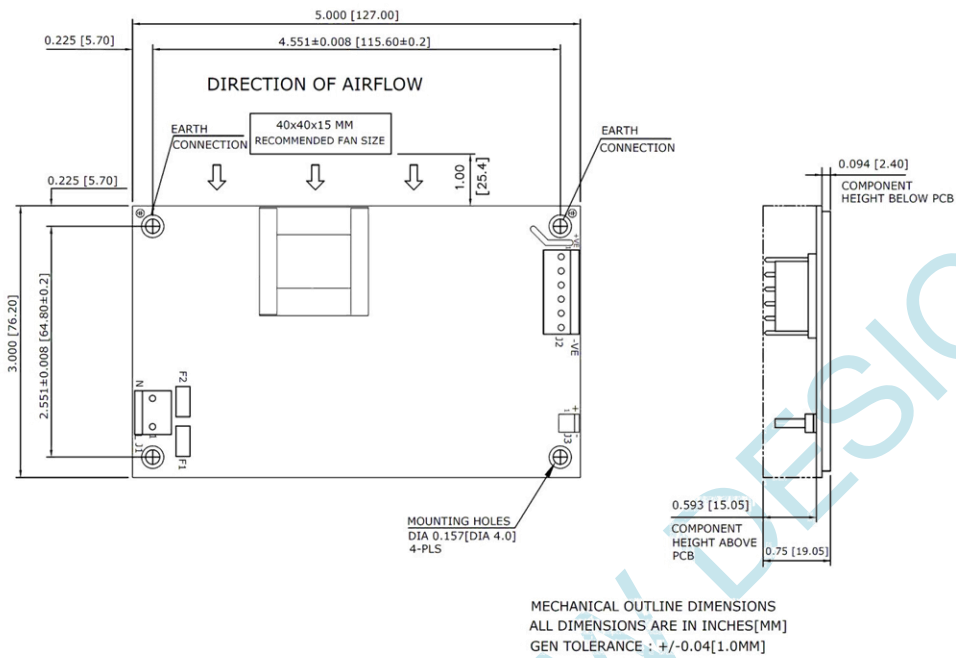 5.000 [127.00]
0.225 [5.70]
4.551±0.008 [115.60±0.2]
DIRECTION OF AIRFLOW
40x40x15 MM
RECOMMENDED FAN SIZE
EARTH
CONNECTION
EARTH
CONNECTION
1.00
[25.4]
0.225 [5.70]
0.094 [2.40]
COMPONENT
HEIGHT BELOW PCB
3.000 [76.20]
2.551±0.008 [64.80±0.2]
+VE
1
J2
-VE
N
F2
J1
F1
+
1
-
J3
MOUNTING HOLES
DIA 0.157[DIA 4.0]
4-PLS
0.593 [15.05]
COMPONENT
HEIGHT ABOVE
PCB
0.75 [19.05]
MECHANICAL OUTLINE DIMENSIONS
ALL DIMENSIONS ARE IN INCHES[MM]
GEN TOLERANCE : +/-0.04[1.0MM]